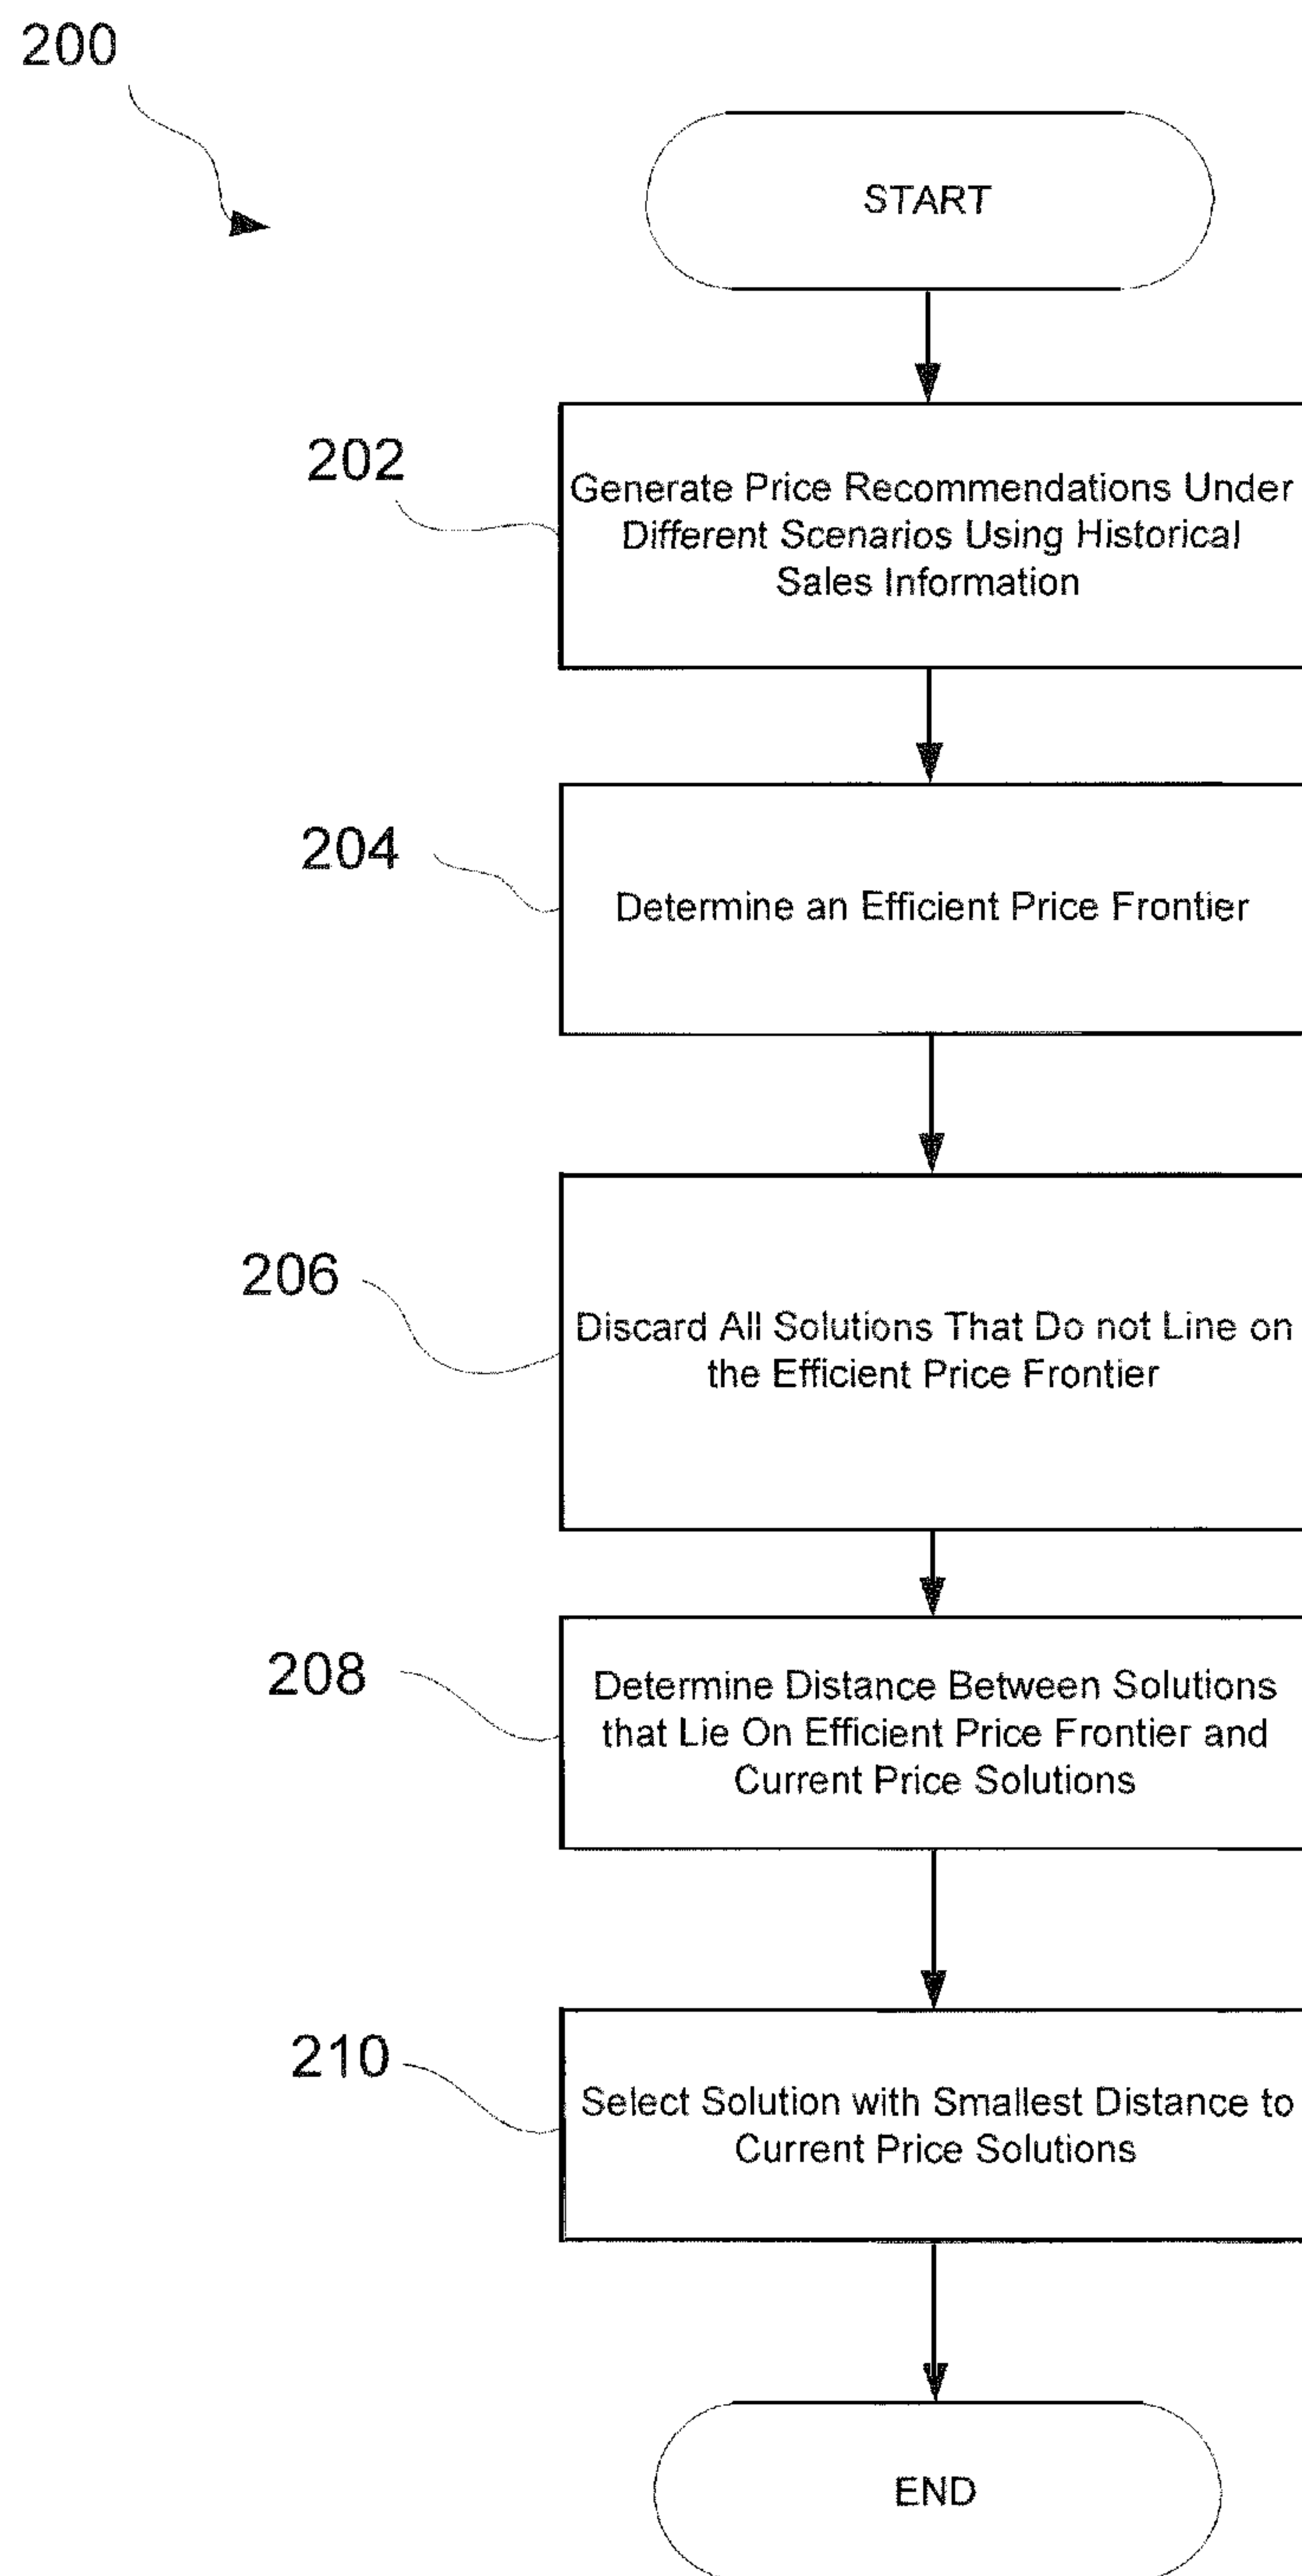 200
START
202
Generate Price Recommendations Under
Different Scenarios Using Historical
Sales Information
204
Determine an Efficient Price Frontier
206
Discard All Solutions That Do not Line on
the Efficient Price Frontier
208
Determine Distance Between Solutions
that Lie On Efficient Price Frontier and
Current Price Solutions
210
Select Solution with Smallest Distance to
Current Price Solutions
END